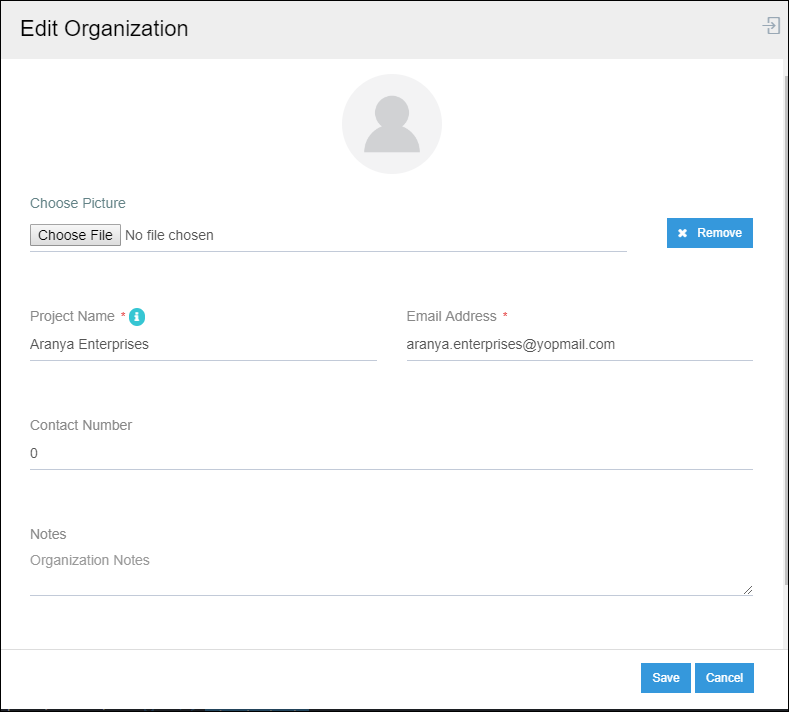 Edit Organization
Choose Picture
Choose File No file chosen
✖ Remove
Project Name * i
Email Address *
Aranya Enterprises
aranya.enterprises@yopmail.com
Contact Number
0
Notes
Organization Notes
Save
Cancel